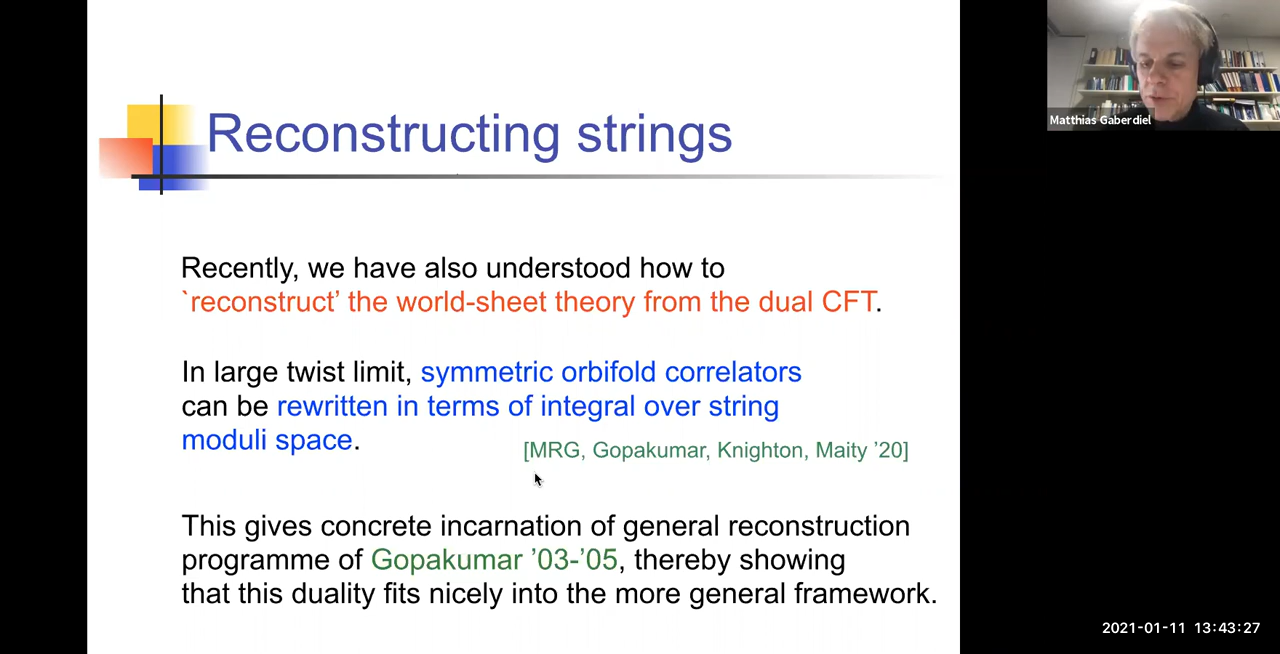 Reconstructing strings
Matthias Gaberdiel
Recently, we have also understood how to
`reconstruct’ the world-sheet theory from the dual CFT.
In large twist limit, symmetric orbifold correlators
can be rewritten in terms of integral over string
moduli space.
[MRG, Gopakumar, Knighton, Maity ’20]
This gives concrete incarnation of general reconstruction
programme of Gopakumar ’03-’05, thereby showing
that this duality fits nicely into the more general framework.
2021-01-11 13:43:27